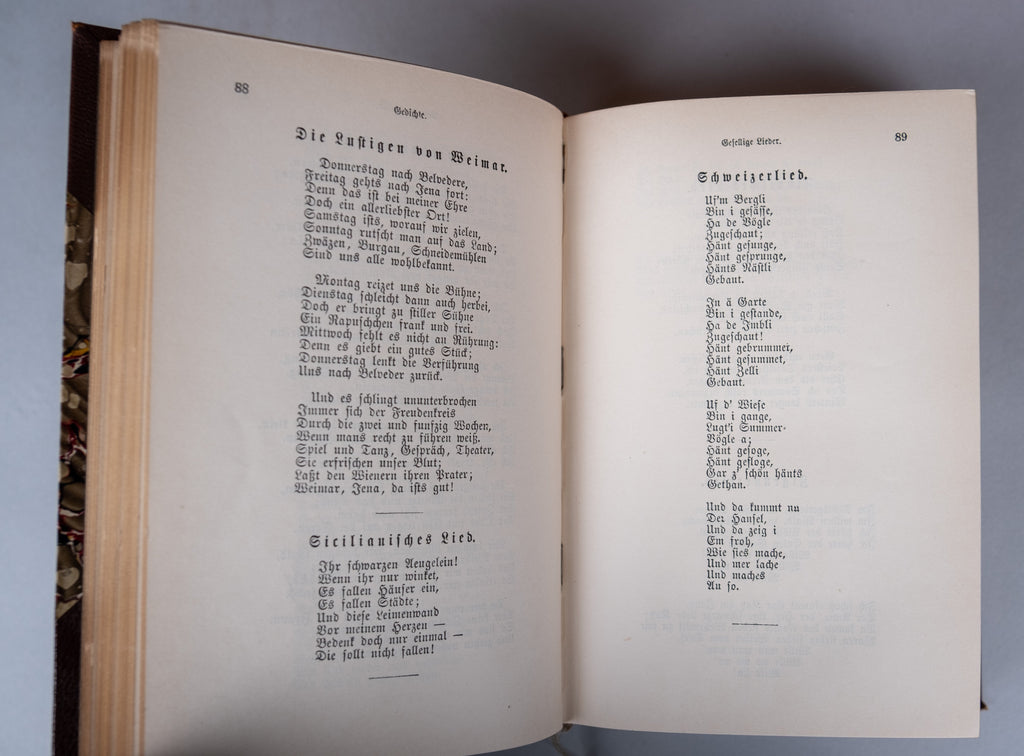 88
Gedichte.
Die Lustigen von Weimar.
Donnerstag nach Belvedere,
Freitag gehts nach Jena fort:
Denn das ist bei meiner Ehre
Doch ein allerliebster Ort!
Samstag ists, worauf wir zielen,
Sonntag rutscht man auf das Land;
Zwäzen, Burgau, Schneidemühlen
Sind uns alle wohlbekannt.
Montag reizet uns die Bühne;
Dienstag schleicht dann auch herbei,
Doch er bringt zu stiller Sühne
Ein Rapuschchen frank und frei.
Mittwoch fehlt es nicht an Rührung:
Denn es giebt ein gutes Stück;
Donnerstag lenkt die Verführung
Uns nach Belveder zurück.
Und es schlingt ununterbrochen
Immer sich der Freudenkreis
Durch die zwei und funfzig Wochen,
Wenn mans recht zu führen weiß.
Spiel und Tanz, Gespräch, Theater,
Sie erfrischen unser Blut;
Laßt den Wienern ihren Prater;
Weimar, Jena, da ists gut!
Sicilianisches Lied.
Ihr schwarzen Aeugelein!
Wenn ihr nur winket,
Es fallen Häuser ein,
Es fallen Städte;
Und diese Leimenwand
Vor meinem Herzen —
Bedenk doch nur einmal —
Die sollt nicht fallen!
Gesellige Lieder.
89
Schweizerlied.
Uf'm Bergli
Bin i gesässe,
Ha de Vögle
Zugeschaut;
Hänt gesunge,
Hänt gesprunge,
Hänts Nästli
Gebaut.
In ä Garte
Bin i gestande,
Ha de Imbli
Zugeschaut!
Hänt gebrummet,
Hänt gesummet,
Hänt Zelli
Gebaut.
Uf d' Wiese
Bin i gange,
Lugt'i Summer-
Vögle a;
Hänt gesoge,
Hänt gefloge,
Gar z' schön hänts
Gethan.
Und da kummt nu
Der Hansel,
Und da zeig i
Em froh,
Wie sies mache,
Und mer lache
Und maches
Au so.